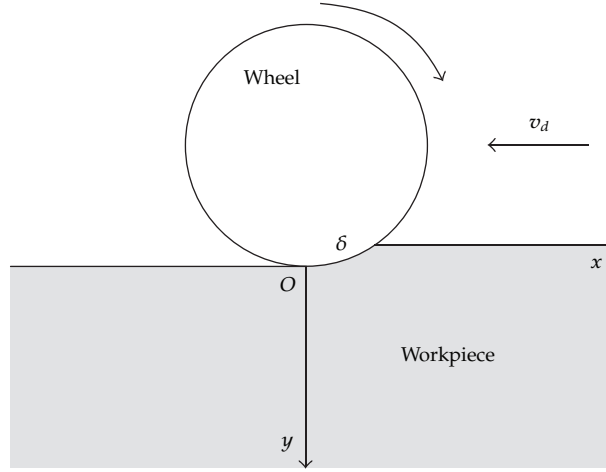 Wheel
v_d
δ
x
O
Workpiece
y